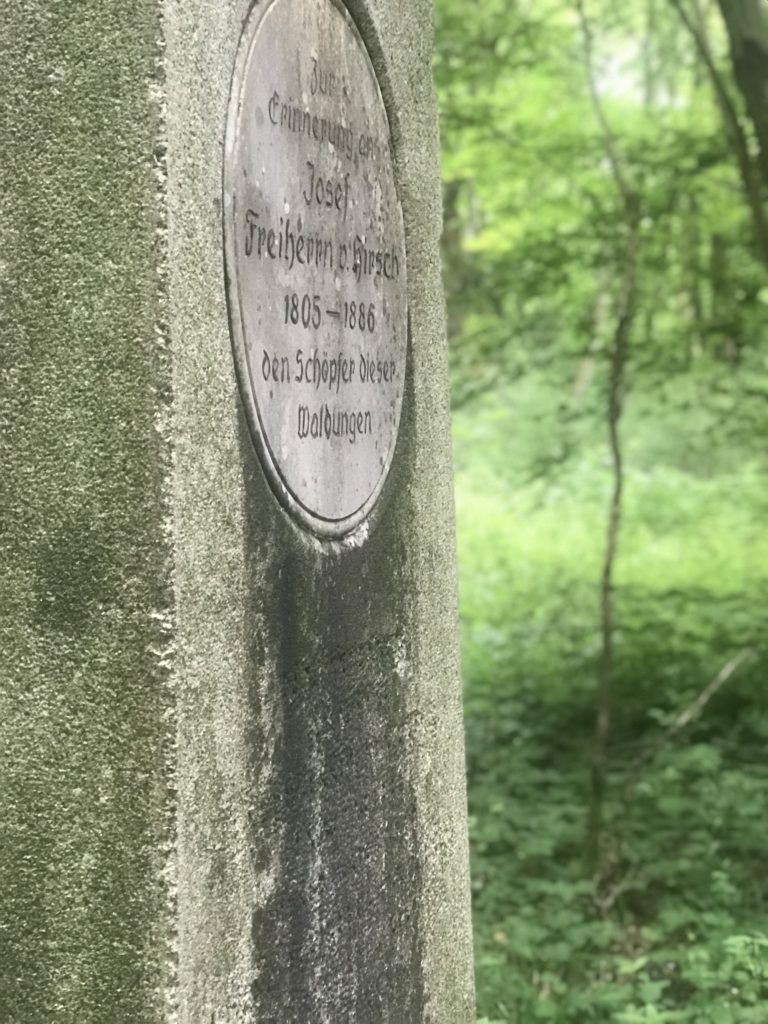 Zur
Erinnerung an
Josef
Freiherrn v. Hirsch
1805 – 1886
den Schöpfer dieser
Waldungen